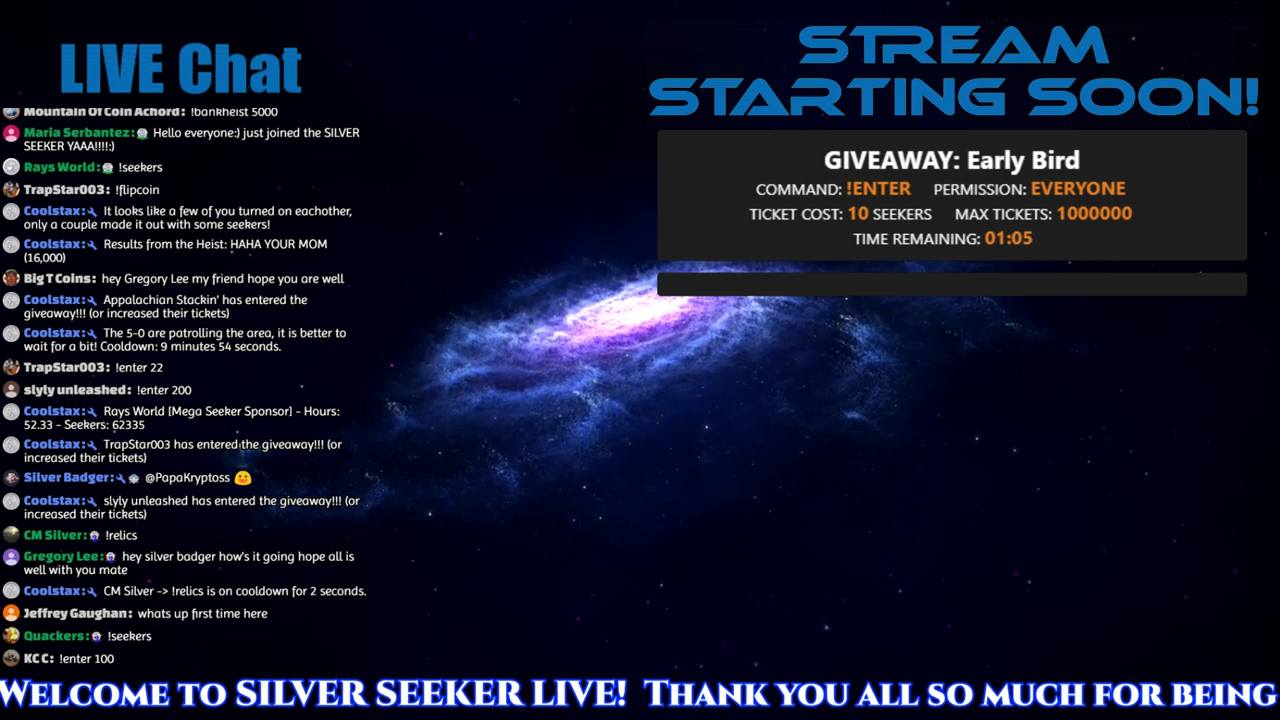 LIVE Chat
Mountain Of Coin Achord: !bankheist 5000
Maria Serbantez: Hello everyone:) just joined the SILVER
SEEKER YAAA!!!!:)
Rays World: !seekers
TrapStar003: !flipcoin
Coolstax: It looks like a few of you turned on eachother,
only a couple made it out with some seekers!
Coolstax: Results from the Heist: HAHA YOUR MOM
(16,000)
Big T Coins: hey Gregory Lee my friend hope you are well
Coolstax: Appalachian Stackin' has entered the
giveaway!!! (or increased their tickets)
Coolstax: The 5-0 are patrolling the area, it is better to
wait for a bit! Cooldown: 9 minutes 54 seconds.
TrapStar003: !enter 22
slyly unleashed: !enter 200
Coolstax: Rays World [Mega Seeker Sponsor] - Hours:
52.33 - Seekers: 62335
Coolstax: TrapStar003 has entered the giveaway!!! (or
increased their tickets)
Silver Badger: @PapaKryptoss
Coolstax: slyly unleashed has entered the giveaway!!! (or
increased their tickets)
CM Silver: !relics
Gregory Lee: hey silver badger how's it going hope all is
well with you mate
Coolstax: CM Silver -> !relics is on cooldown for 2 seconds.
Jeffrey Gaughan: whats up first time here
Quackers: !seekers
KC C: !enter 100
STREAM
STARTING SOON!
GIVEAWAY: Early Bird
COMMAND: !ENTER PERMISSION: EVERYONE
TICKET COST: 10 SEEKERS MAX TICKETS: 1000000
TIME REMAINING: 01:05
WELCOME TO SILVER SEEKER LIVE! THANK YOU ALL SO MUCH FOR BEING